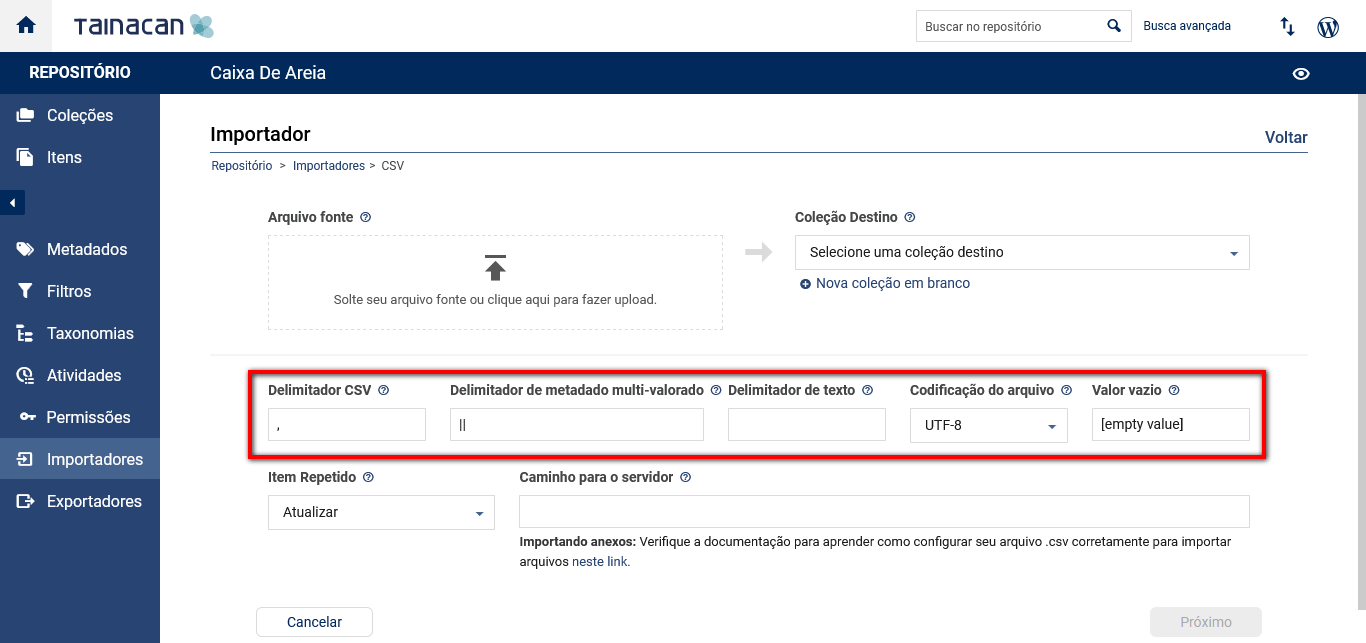 TAINACAN
Buscar no repositório
Busca avançada
REPOSITÓRIO
Caixa De Areia
Coleções
Itens
Metadados
Filtros
Taxonomias
Atividades
Permissões
Importadores
Exportadores
Importador
Voltar
Repositório > Importadores > CSV
Arquivo fonte
Solte seu arquivo fonte ou clique aqui para fazer upload.
Coleção Destino
Selecione uma coleção destino
Nova coleção em branco
Delimitador CSV
,
Delimitador de metadado multi-valorado
||
Delimitador de texto
Codificação do arquivo
UTF-8
Valor vazio
[empty value]
Item Repetido
Atualizar
Caminho para o servidor
Importando anexos: Verifique a documentação para aprender como configurar seu arquivo .csv corretamente para importar
arquivos neste link.
Cancelar
Próximo